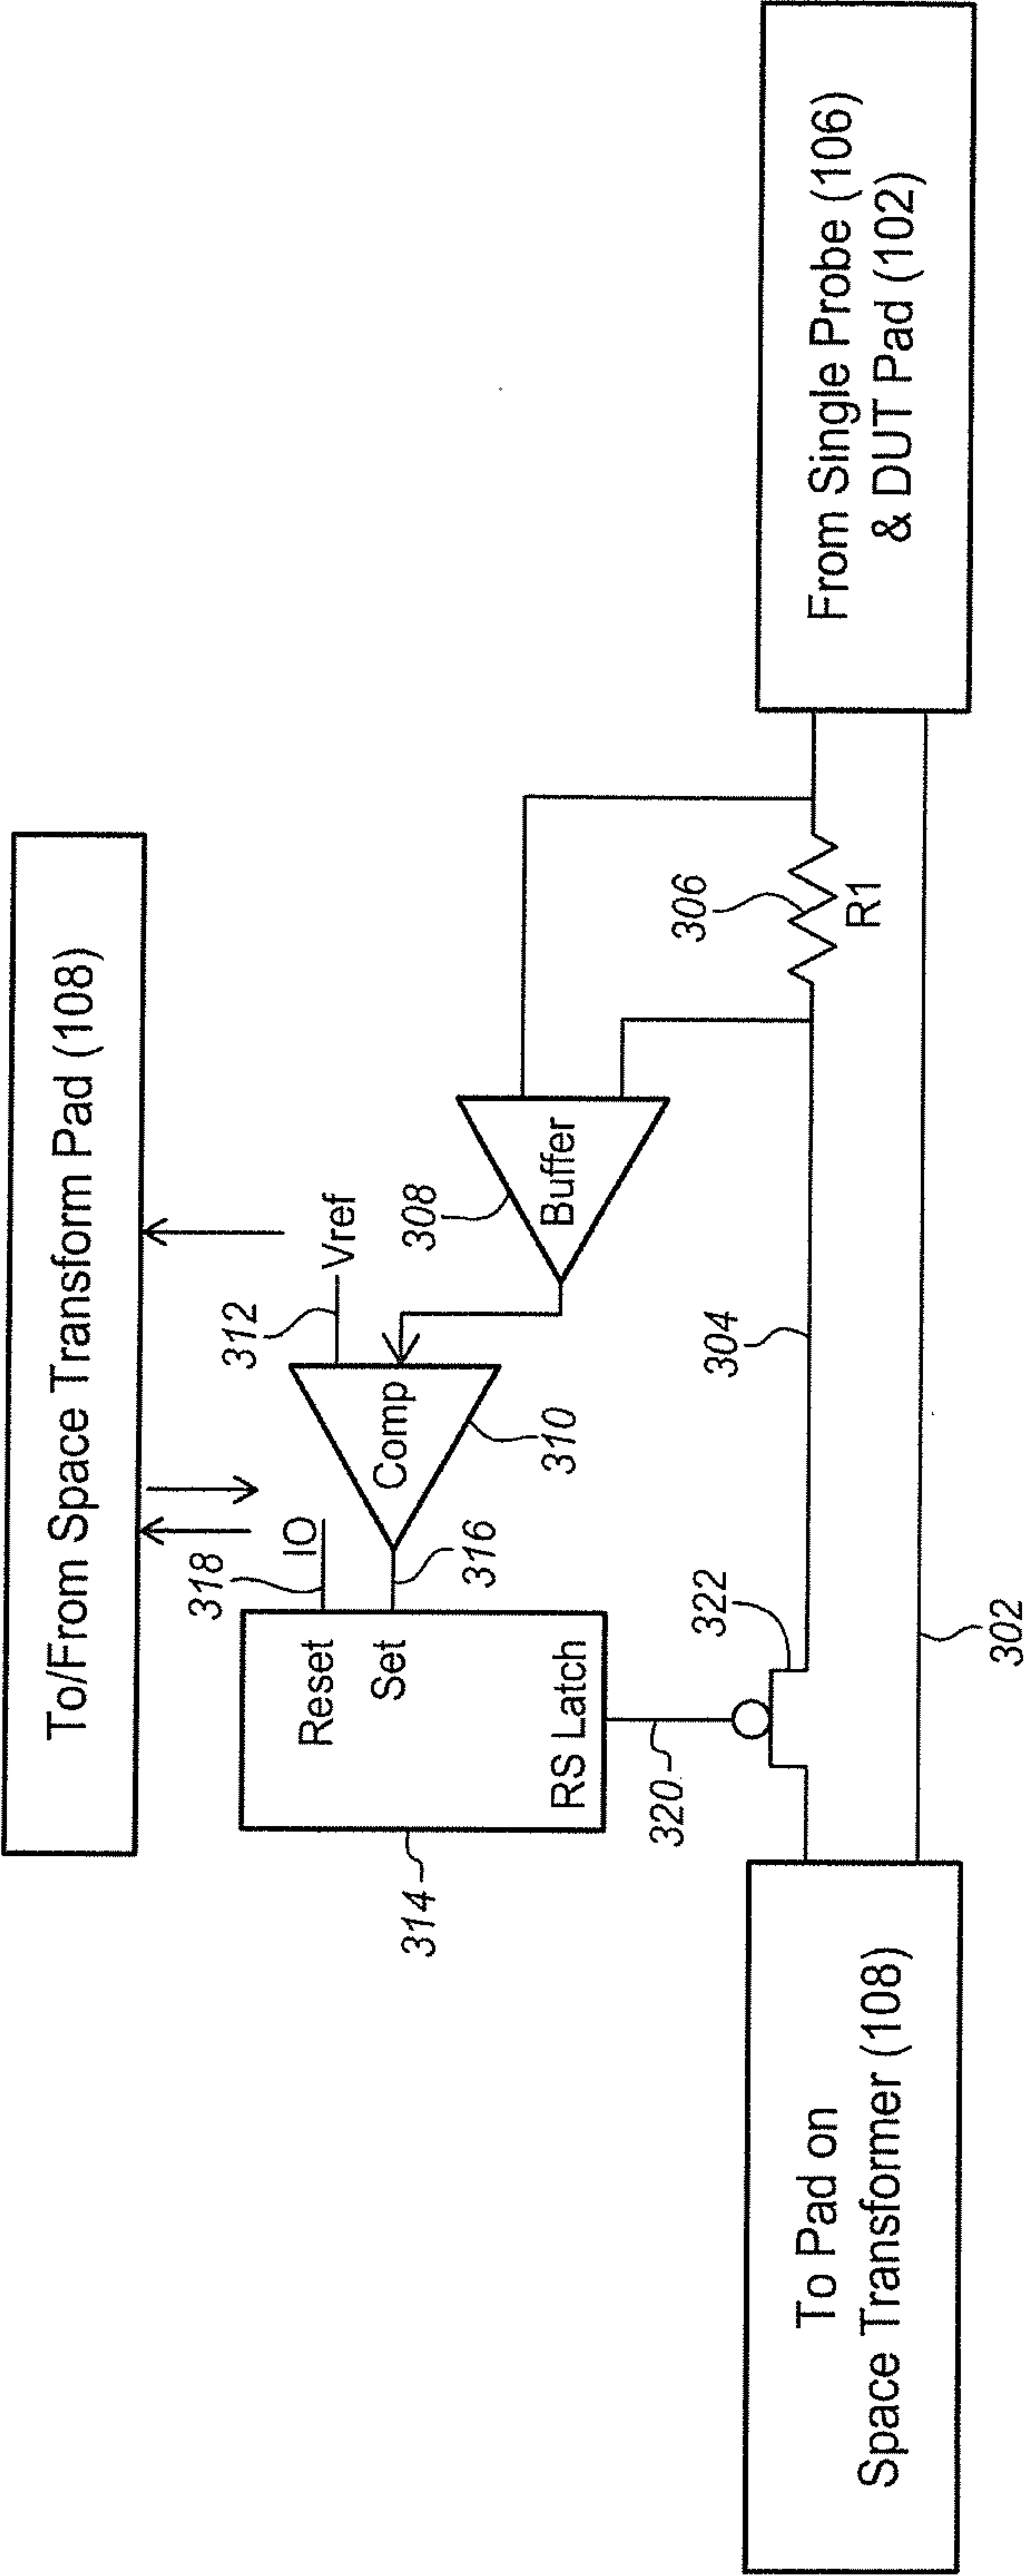 To/From Space Transform Pad (108)
318
IO
312
Vref
Reset
Set
RS Latch
314
316
Comp
310
308
Buffer
320
322
304
306
R1
302
To Pad on
Space Transformer (108)
From Single Probe (106)
& DUT Pad (102)